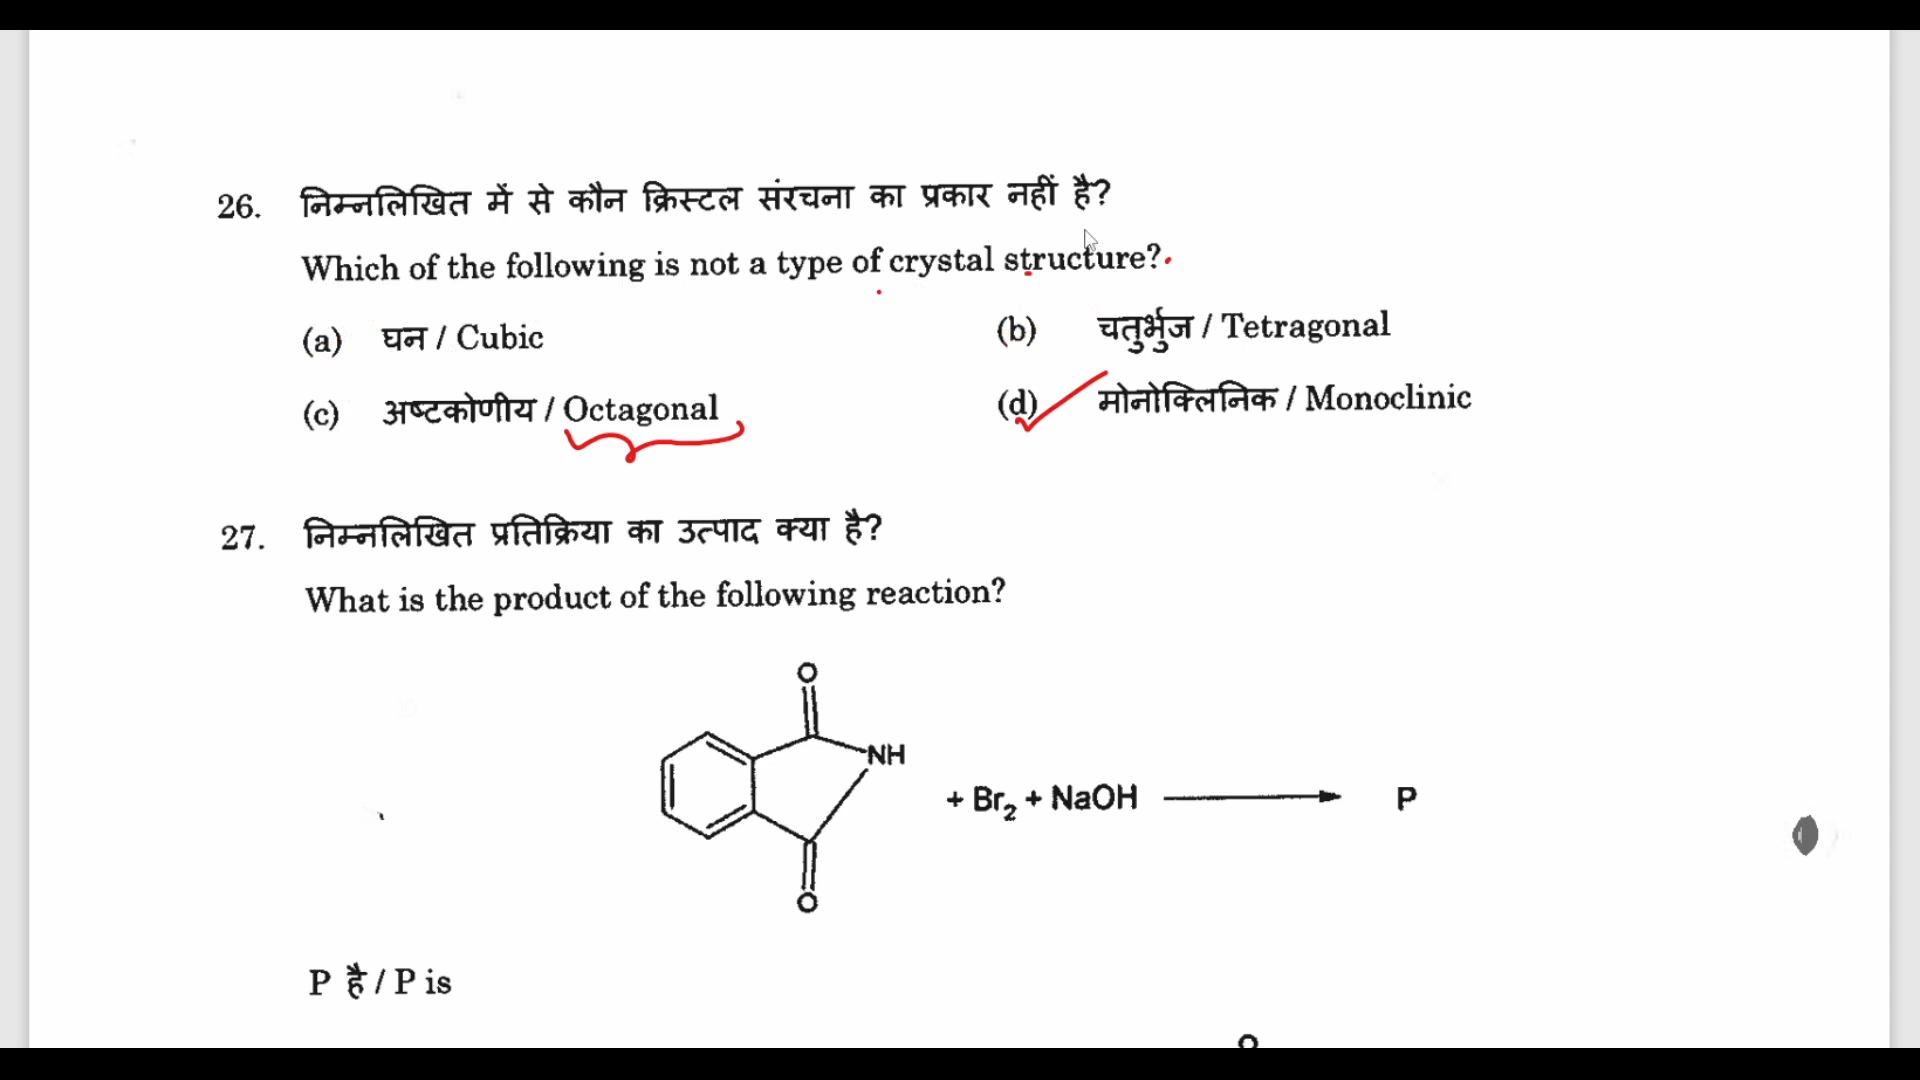 26. निम्नलिखित में से कौन क्रिस्टल संरचना का प्रकार नहीं है?
Which of the following is not a type of crystal structure?
(a) घन / Cubic
(b) चतुर्भुज / Tetragonal
(c) अष्टकोणीय / Octagonal
(d) मोनोक्लिनिक / Monoclinic
27. निम्नलिखित प्रतिक्रिया का उत्पाद क्या है?
What is the product of the following reaction?
O
NH
+ Br₂ + NaOH P
O
P है / P is
O